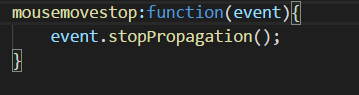 mousemovestop:function(event){
    event.stopPropagation();
}